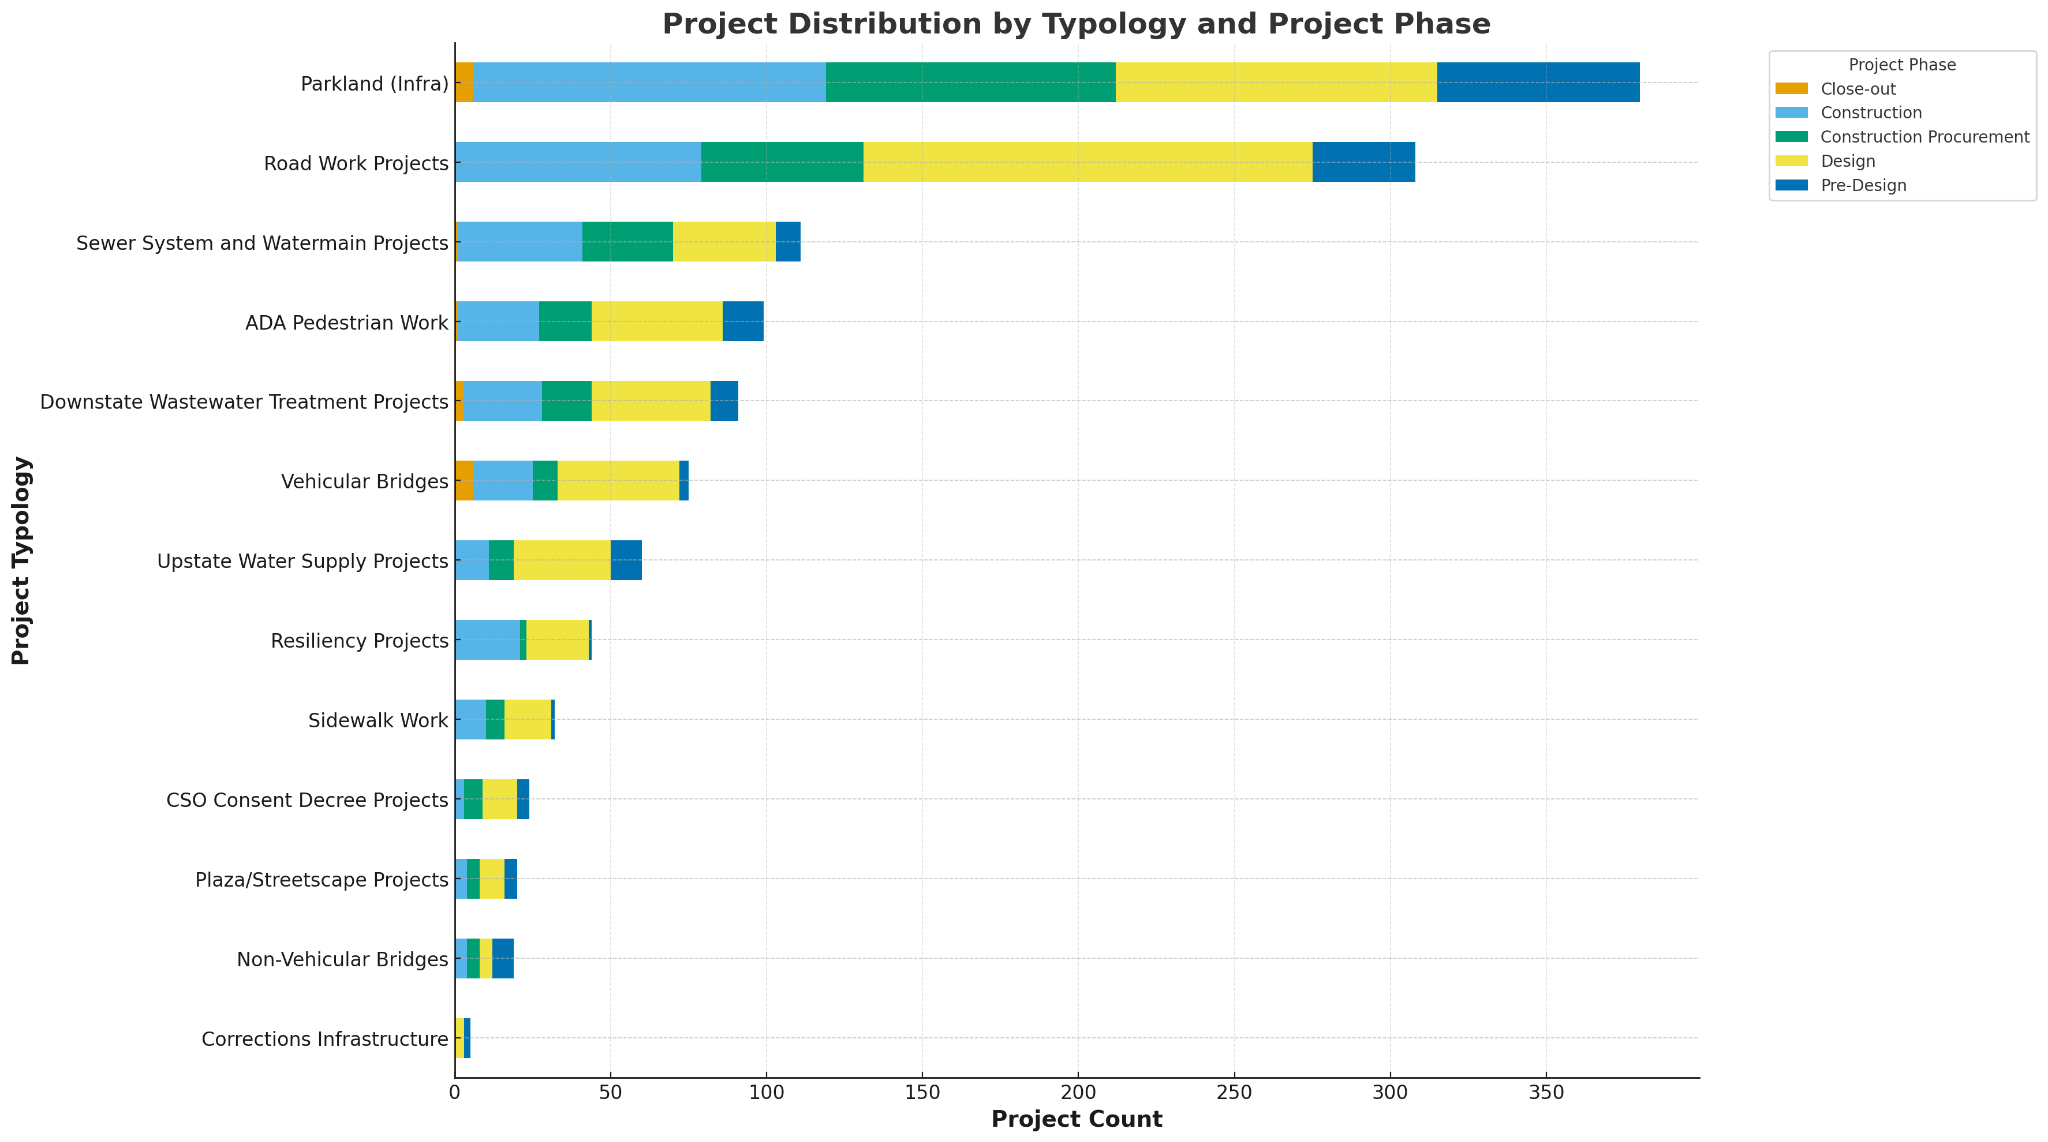 Project Distribution by Typology and Project Phase
Project Phase
Close-out
Construction
Construction Procurement
Design
Pre-Design
Project Typology
Parkland (Infra)
Road Work Projects
Sewer System and Watermain Projects
ADA Pedestrian Work
Downstate Wastewater Treatment Projects
Vehicular Bridges
Upstate Water Supply Projects
Resiliency Projects
Sidewalk Work
CSO Consent Decree Projects
Plaza/Streetscape Projects
Non-Vehicular Bridges
Corrections Infrastructure
0 50 100 150 200 250 300 350
Project Count